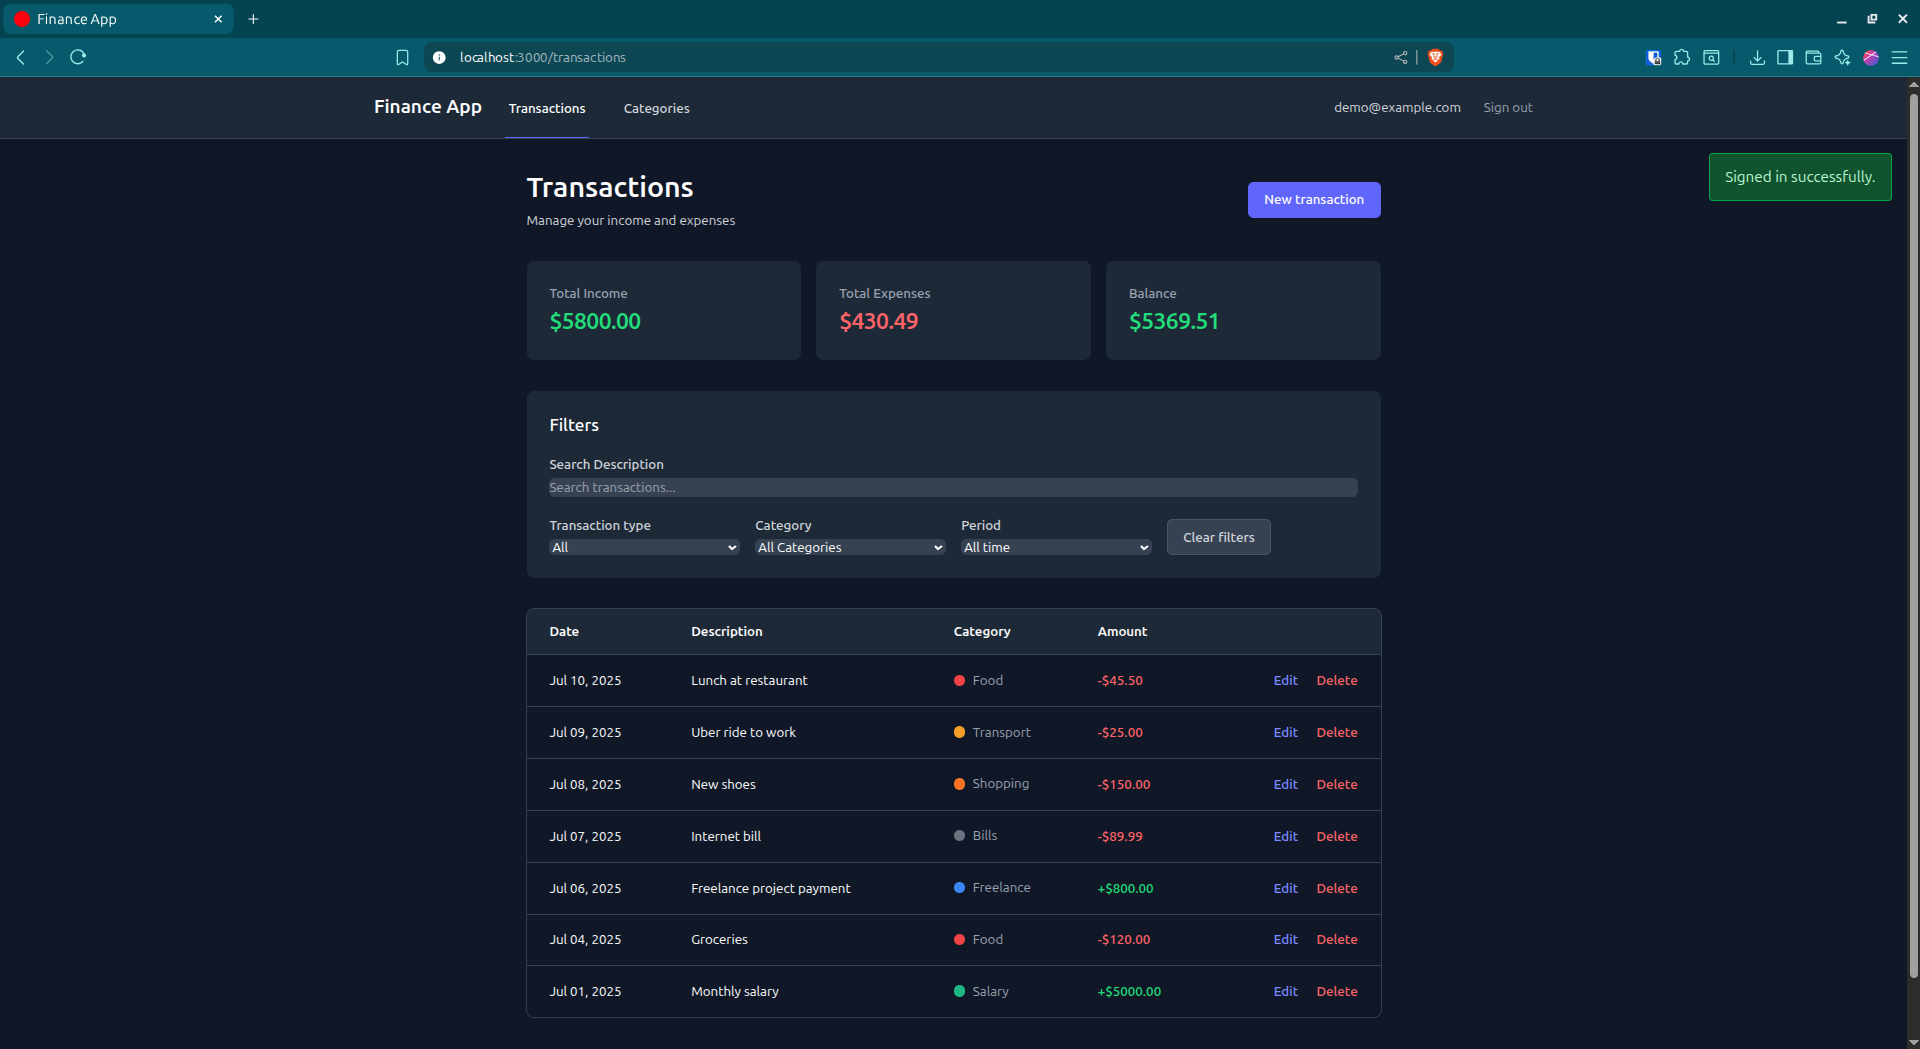 Finance App
localhost:3000/transactions
Finance App Transactions Categories demo@example.com Sign out
Signed in successfully.
Transactions
Manage your income and expenses
New transaction
Total Income Total Expenses Balance
$5800.00 $430.49 $5369.51
Filters
Search Description
Search transactions...
Transaction type Category Period
All All Categories All time Clear filters
Date Description Category Amount
Jul 10, 2025 Lunch at restaurant Food -$45.50 Edit Delete
Jul 09, 2025 Uber ride to work Transport -$25.00 Edit Delete
Jul 08, 2025 New shoes Shopping -$150.00 Edit Delete
Jul 07, 2025 Internet bill Bills -$89.99 Edit Delete
Jul 06, 2025 Freelance project payment Freelance +$800.00 Edit Delete
Jul 04, 2025 Groceries Food -$120.00 Edit Delete
Jul 01, 2025 Monthly salary Salary +$5000.00 Edit Delete